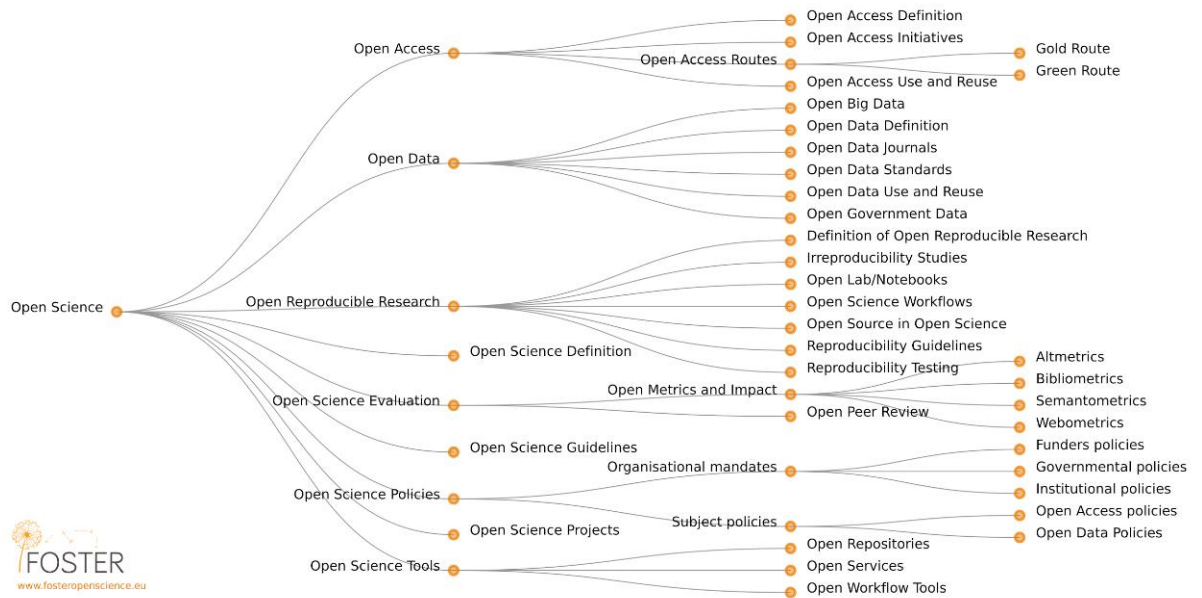 Open Science
Open Access
Open Access Definition
Open Access Initiatives
Open Access Routes
Gold Route
Green Route
Open Access Use and Reuse
Open Data
Open Big Data
Open Data Definition
Open Data Journals
Open Data Standards
Open Data Use and Reuse
Open Government Data
Open Reproducible Research
Definition of Open Reproducible Research
Irreproducibility Studies
Open Lab/Notebooks
Open Science Workflows
Open Source in Open Science
Reproducibility Guidelines
Reproducibility Testing
Open Science Definition
Open Science Evaluation
Open Metrics and Impact
Altmetrics
Bibliometrics
Semantometrics
Webometrics
Open Peer Review
Open Science Guidelines
Open Science Policies
Organisational mandates
Funders policies
Governmental policies
Institutional policies
Subject policies
Open Access policies
Open Data Policies
Open Science Projects
Open Science Tools
Open Repositories
Open Services
Open Workflow Tools
FOSTER
www.fosteropenscience.eu